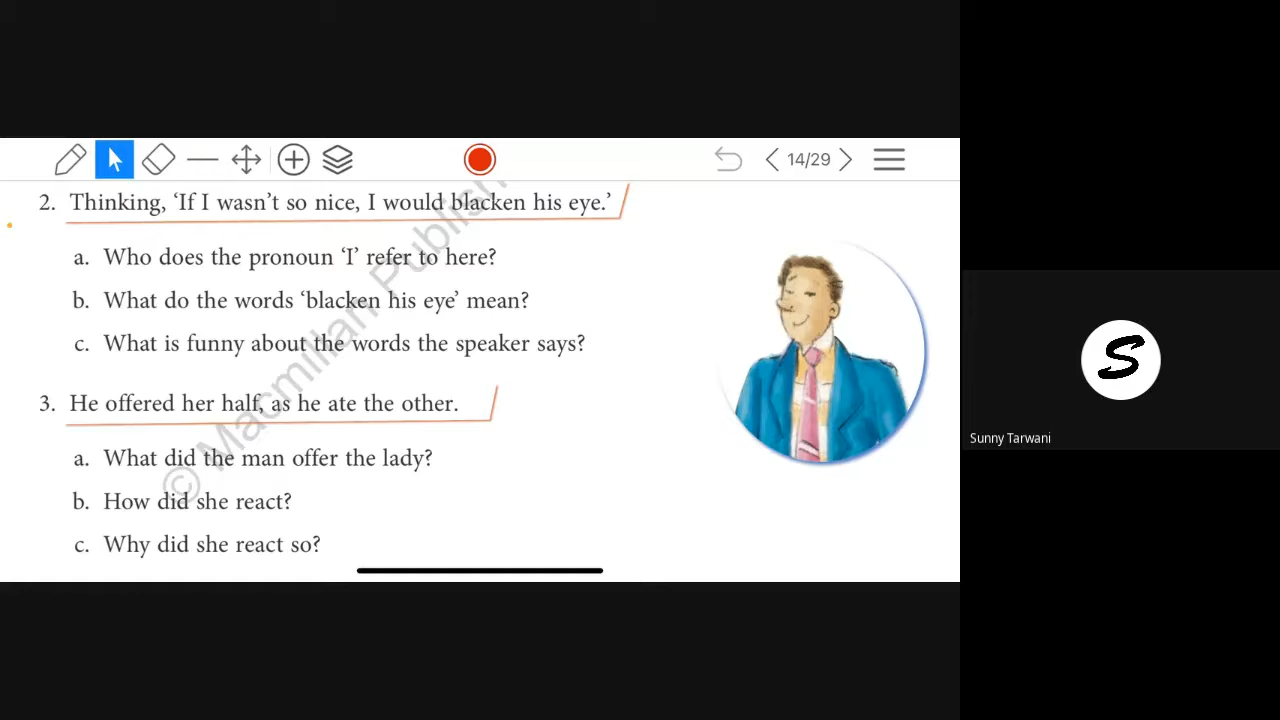 14/29
2. Thinking, ‘If I wasn’t so nice, I would blacken his eye.’
a. Who does the pronoun ‘I’ refer to here?
b. What do the words ‘blacken his eye’ mean?
c. What is funny about the words the speaker says?
3. He offered her half, as he ate the other.
a. What did the man offer the lady?
b. How did she react?
c. Why did she react so?
© Macmillan Publish
S
Sunny Tarwani